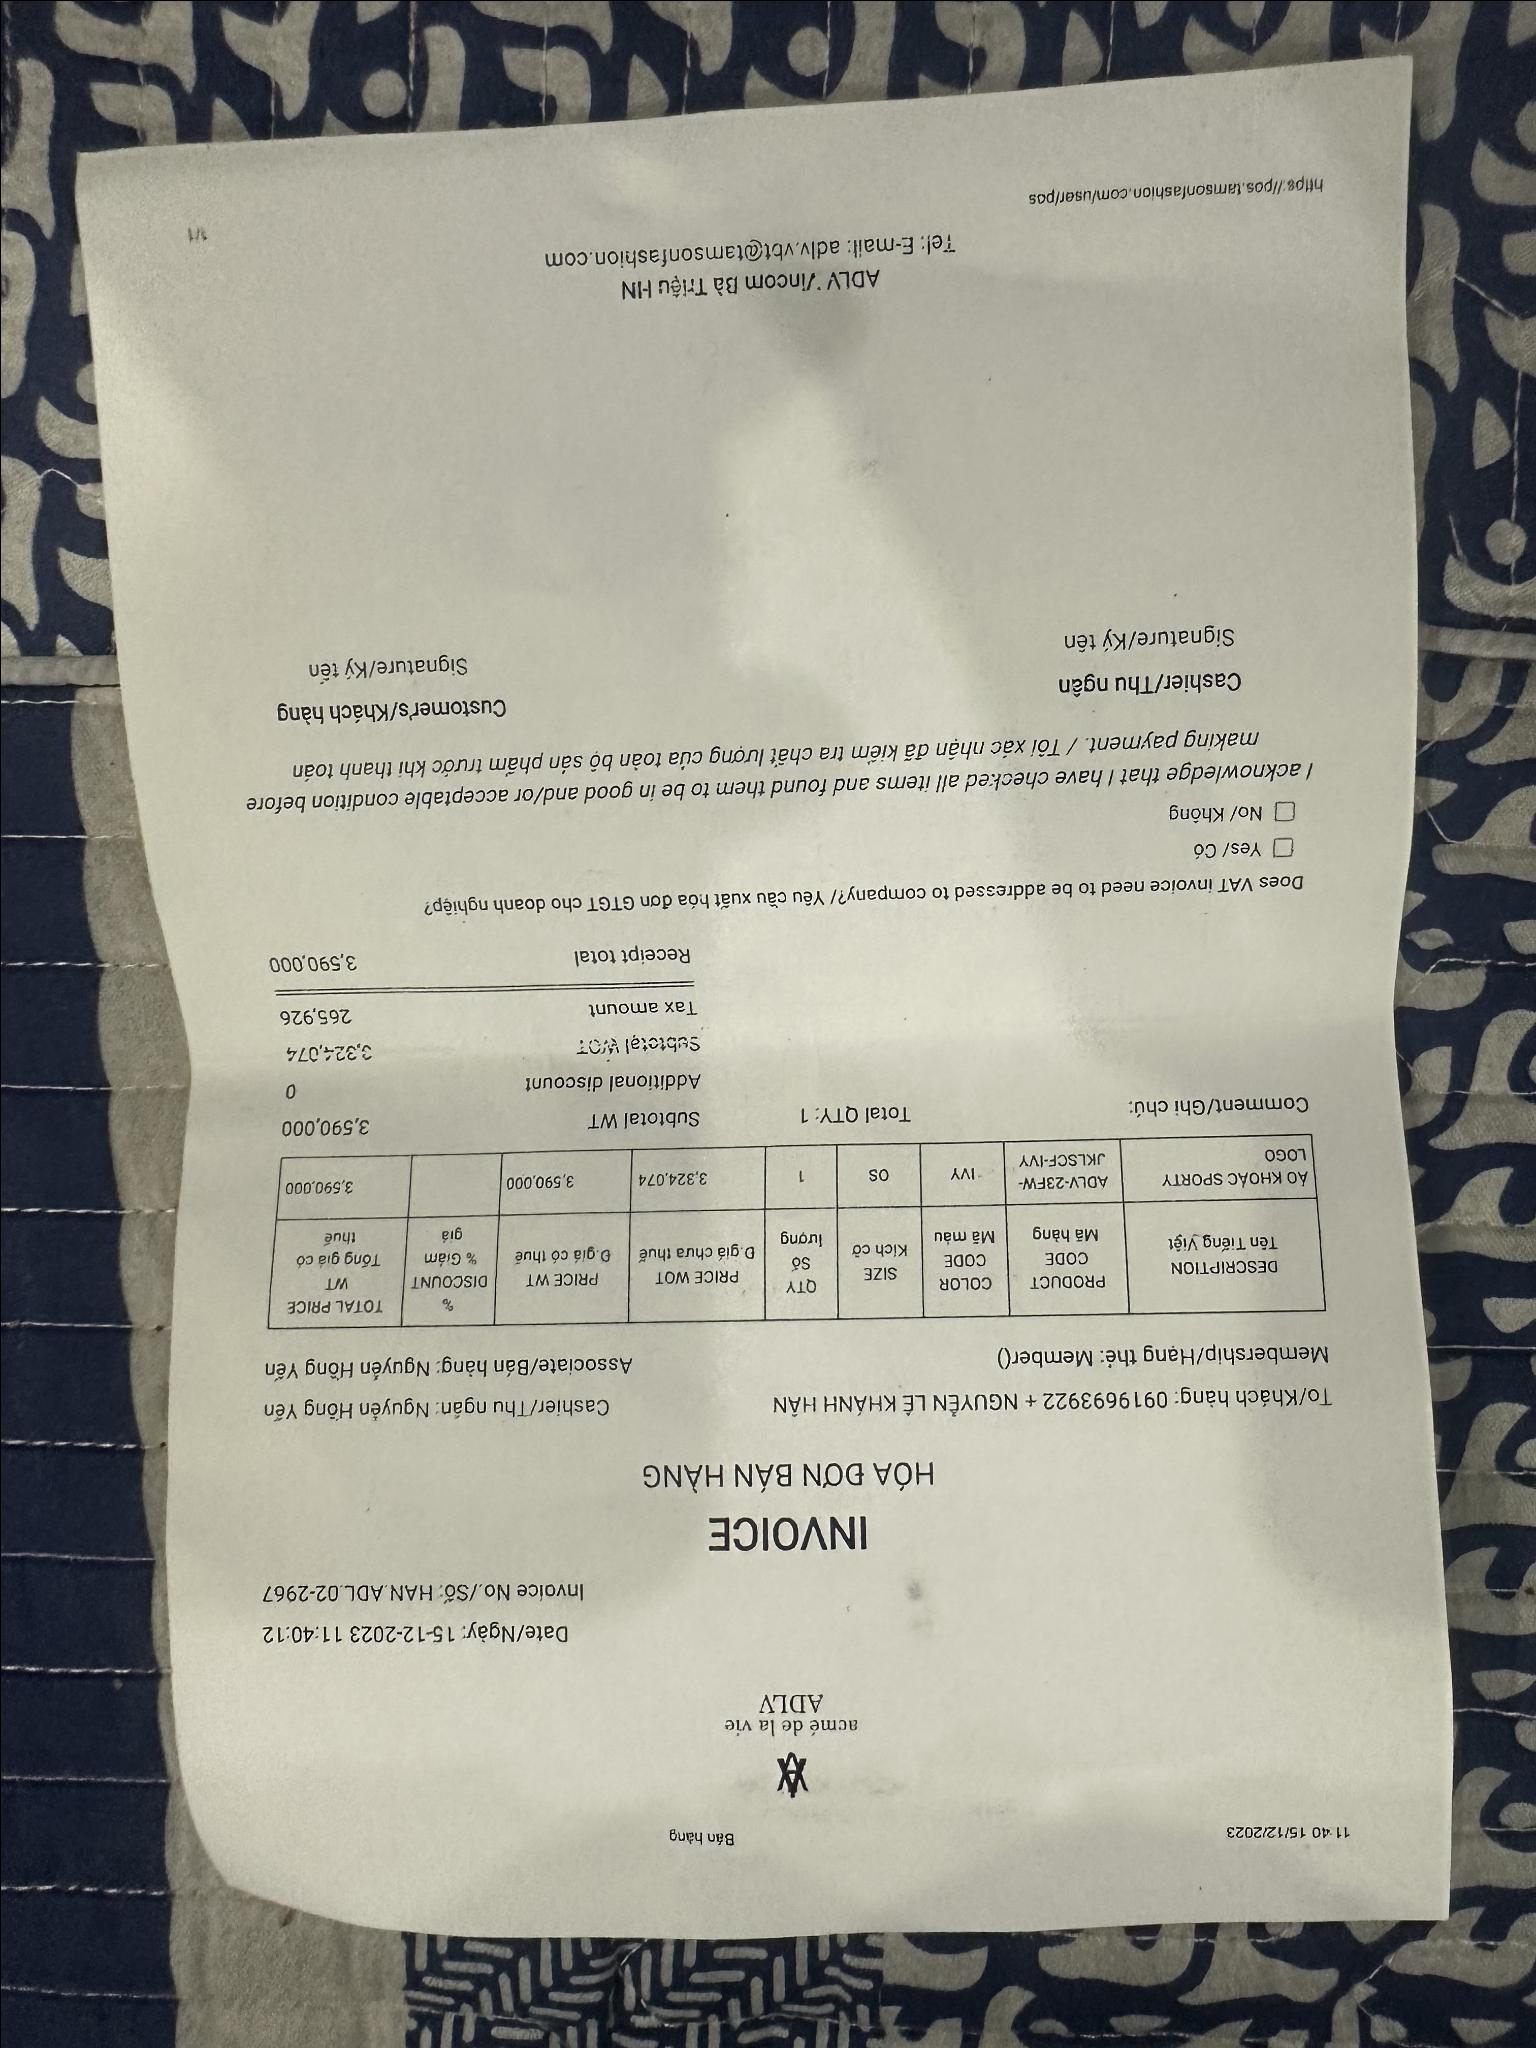 11:40 15/12/2023 Bán hàng
acmé de la vie
ADLV
Date/Ngày: 15-12-2023 11:40:12
Invoice No./Số: HAN.ADL.02-2967
INVOICE
HÓA ĐƠN BÁN HÀNG
To/Khách hàng: 0919693922 + NGUYỄN LÊ KHÁNH HÂN Cashier/Thu ngân: Nguyễn Hồng Yến
Membership/Hạng thẻ: Member() Associate/Bán hàng: Nguyễn Hồng Yến
DESCRIPTION
Tên Tiếng Việt
PRODUCT
CODE
Mã hàng
COLOR
CODE
Mã màu
SIZE
Kích cỡ
QTY
Số
lượng
PRICE WOT
Đ.giá chưa thuế
PRICE WT
Đ.giá có thuế
%
DISCOUNT
% Giảm
giá
TOTAL PRICE
WT
Tổng giá có
thuế
ÁO KHOÁC SPORTY
LOGO
ADLV-23FW-
JKLSCF-IVY
IVY
OS
1
3,324,074
3,590,000
3,590,000
Comment/Ghi chú: Total QTY: 1 Subtotal WT 3,590,000
Additional discount 0
Subtotal WOT 3,324,074
Tax amount 265,926
Receipt total 3,590,000
Does VAT invoice need to be addressed to company?/ Yêu cầu xuất hóa đơn GTGT cho doanh nghiệp?
Yes/ Có
No/ Không
I acknowledge that I have checked all items and found them to be in good and/or acceptable condition before
making payment. / Tôi xác nhận đã kiểm tra chất lượng của toàn bộ sản phẩm trước khi thanh toán
Cashier/Thu ngân Customer's/Khách hàng
Signature/Ký tên Signature/Ký tên
ADLV Vincom Bà Triệu HN
Tel: E-mail: adlv.vbt@tamsonfashion.com
https://pos.tamsonfashion.com/user/pos 1/1